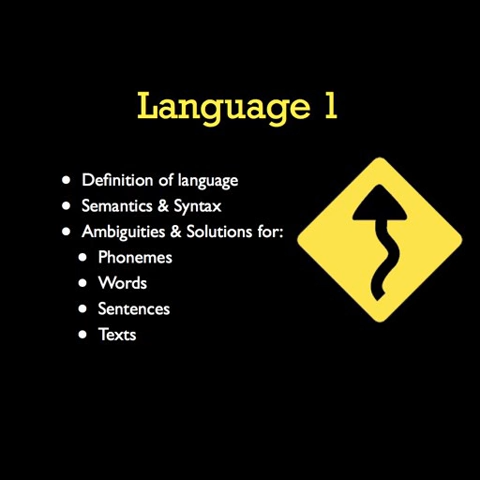 Language 1
• Definition of language
• Semantics & Syntax
• Ambiguities & Solutions for:
• Phonemes
• Words
• Sentences
• Texts